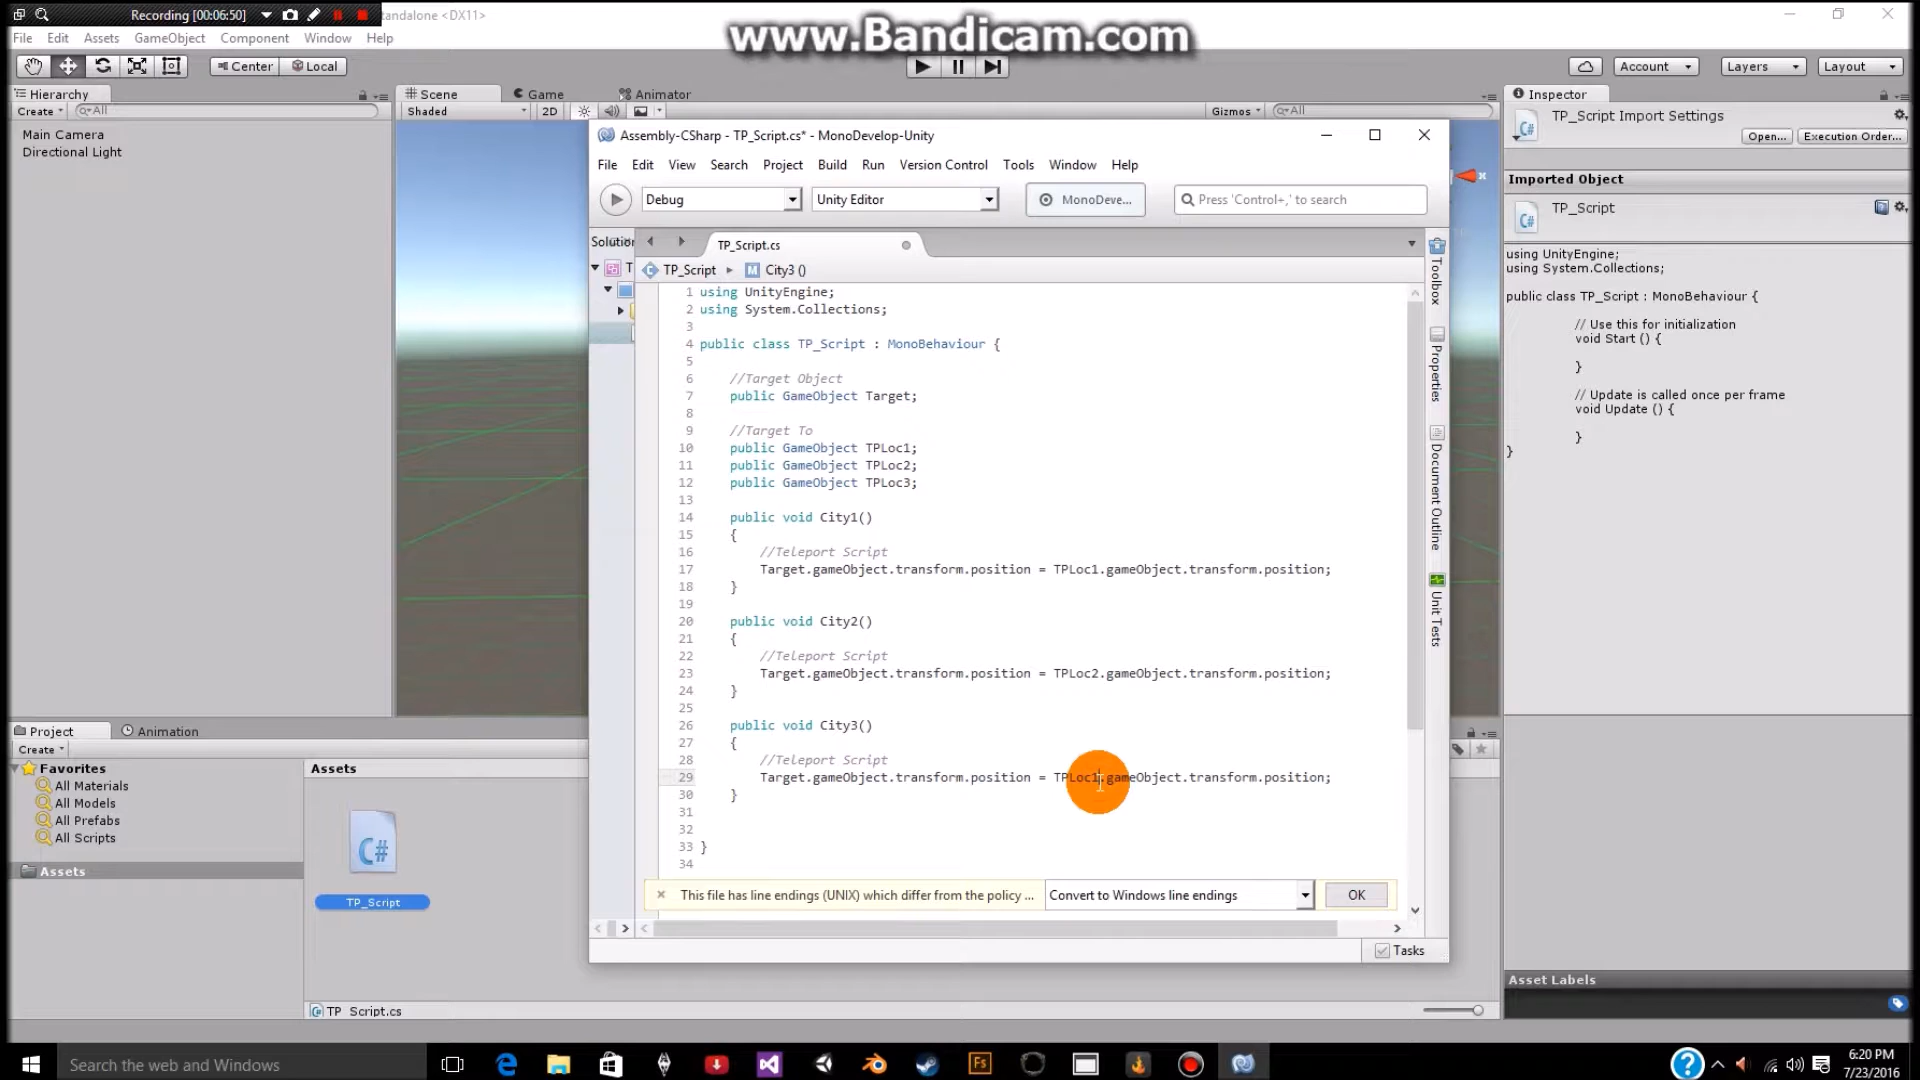 Recording [00:06:50]
tandalone <DX11>
www.Bandicam.com
File Edit Assets GameObject Component Window Help
Center Local
Account Layers Layout
Hierarchy
Create All
Main Camera
Directional Light
Scene Game Animator
Shaded 2D Gizmos All
Inspector
TP_Script Import Settings
Open... Execution Order...
Imported Object
TP_Script
using UnityEngine;
using System.Collections;
public class TP_Script : MonoBehaviour {
// Use this for initialization
void Start () {
}
// Update is called once per frame
void Update () {
}
}
Asset Labels
Assembly-CSharp - TP_Script.cs* - MonoDevelop-Unity
File Edit View Search Project Build Run Version Control Tools Window Help
Debug Unity Editor MonoDeve... Press 'Control+,' to search
Solution
T
TP_Script.cs
TP_Script City3 ()
1 using UnityEngine;
2 using System.Collections;
3
4 public class TP_Script : MonoBehaviour {
5
6 //Target Object
7 public GameObject Target;
8
9 //Target To
10 public GameObject TPLoc1;
11 public GameObject TPLoc2;
12 public GameObject TPLoc3;
13
14 public void City1()
15 {
16 //Teleport Script
17 Target.gameObject.transform.position = TPLoc1.gameObject.transform.position;
18 }
19
20 public void City2()
21 {
22 //Teleport Script
23 Target.gameObject.transform.position = TPLoc2.gameObject.transform.position;
24 }
25
26 public void City3()
27 {
28 //Teleport Script
29 Target.gameObject.transform.position = TPLoc1.gameObject.transform.position;
30 }
31
32
33 }
34
Toolbox
Properties
Document Outline
Unit Tests
This file has line endings (UNIX) which differ from the policy ... Convert to Windows line endings OK
Tasks
Project Animation
Create
Favorites
All Materials
All Models
All Prefabs
All Scripts
Assets
Assets
C#
TP_Script
TP_Script.cs
Search the web and Windows
Fs
6:20 PM
7/23/2016